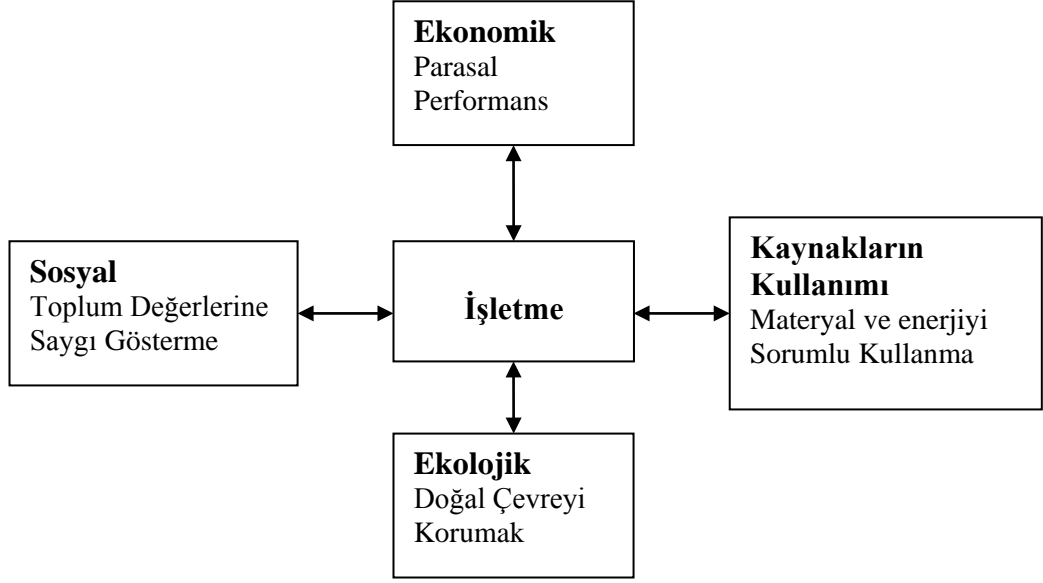 Ekonomik
Parasal
Performans
Sosyal
Toplum Değerlerine
Saygı Gösterme
İşletme
Kaynakların
Kullanımı
Materyal ve enerjiyi
Sorumlu Kullanma
Ekolojik
Doğal Çevreyi
Korumak